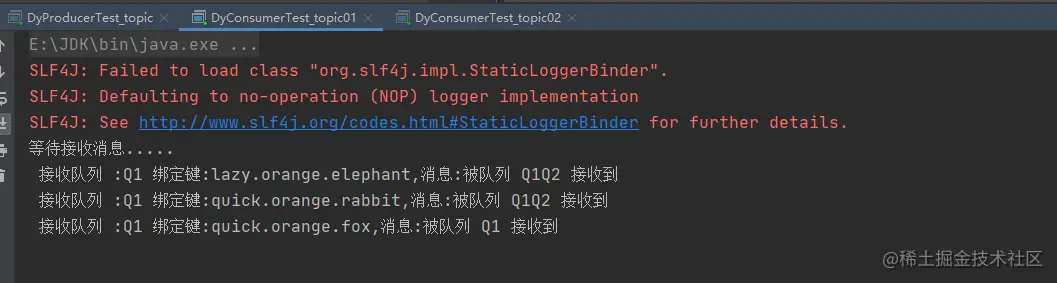 DyProducerTest_topic DyConsumerTest_topic01 DyConsumerTest_topic02
E:\JDK\bin\java.exe ...
SLF4J: Failed to load class "org.slf4j.impl.StaticLoggerBinder".
SLF4J: Defaulting to no-operation (NOP) logger implementation
SLF4J: See http://www.slf4j.org/codes.html#StaticLoggerBinder for further details.
等待接收消息.....
接收队列 :Q1 绑定键:lazy.orange.elephant,消息:被队列 Q1Q2 接收到
接收队列 :Q1 绑定键:quick.orange.rabbit,消息:被队列 Q1Q2 接收到
接收队列 :Q1 绑定键:quick.orange.fox,消息:被队列 Q1 接收到
@稀土掘金技术社区